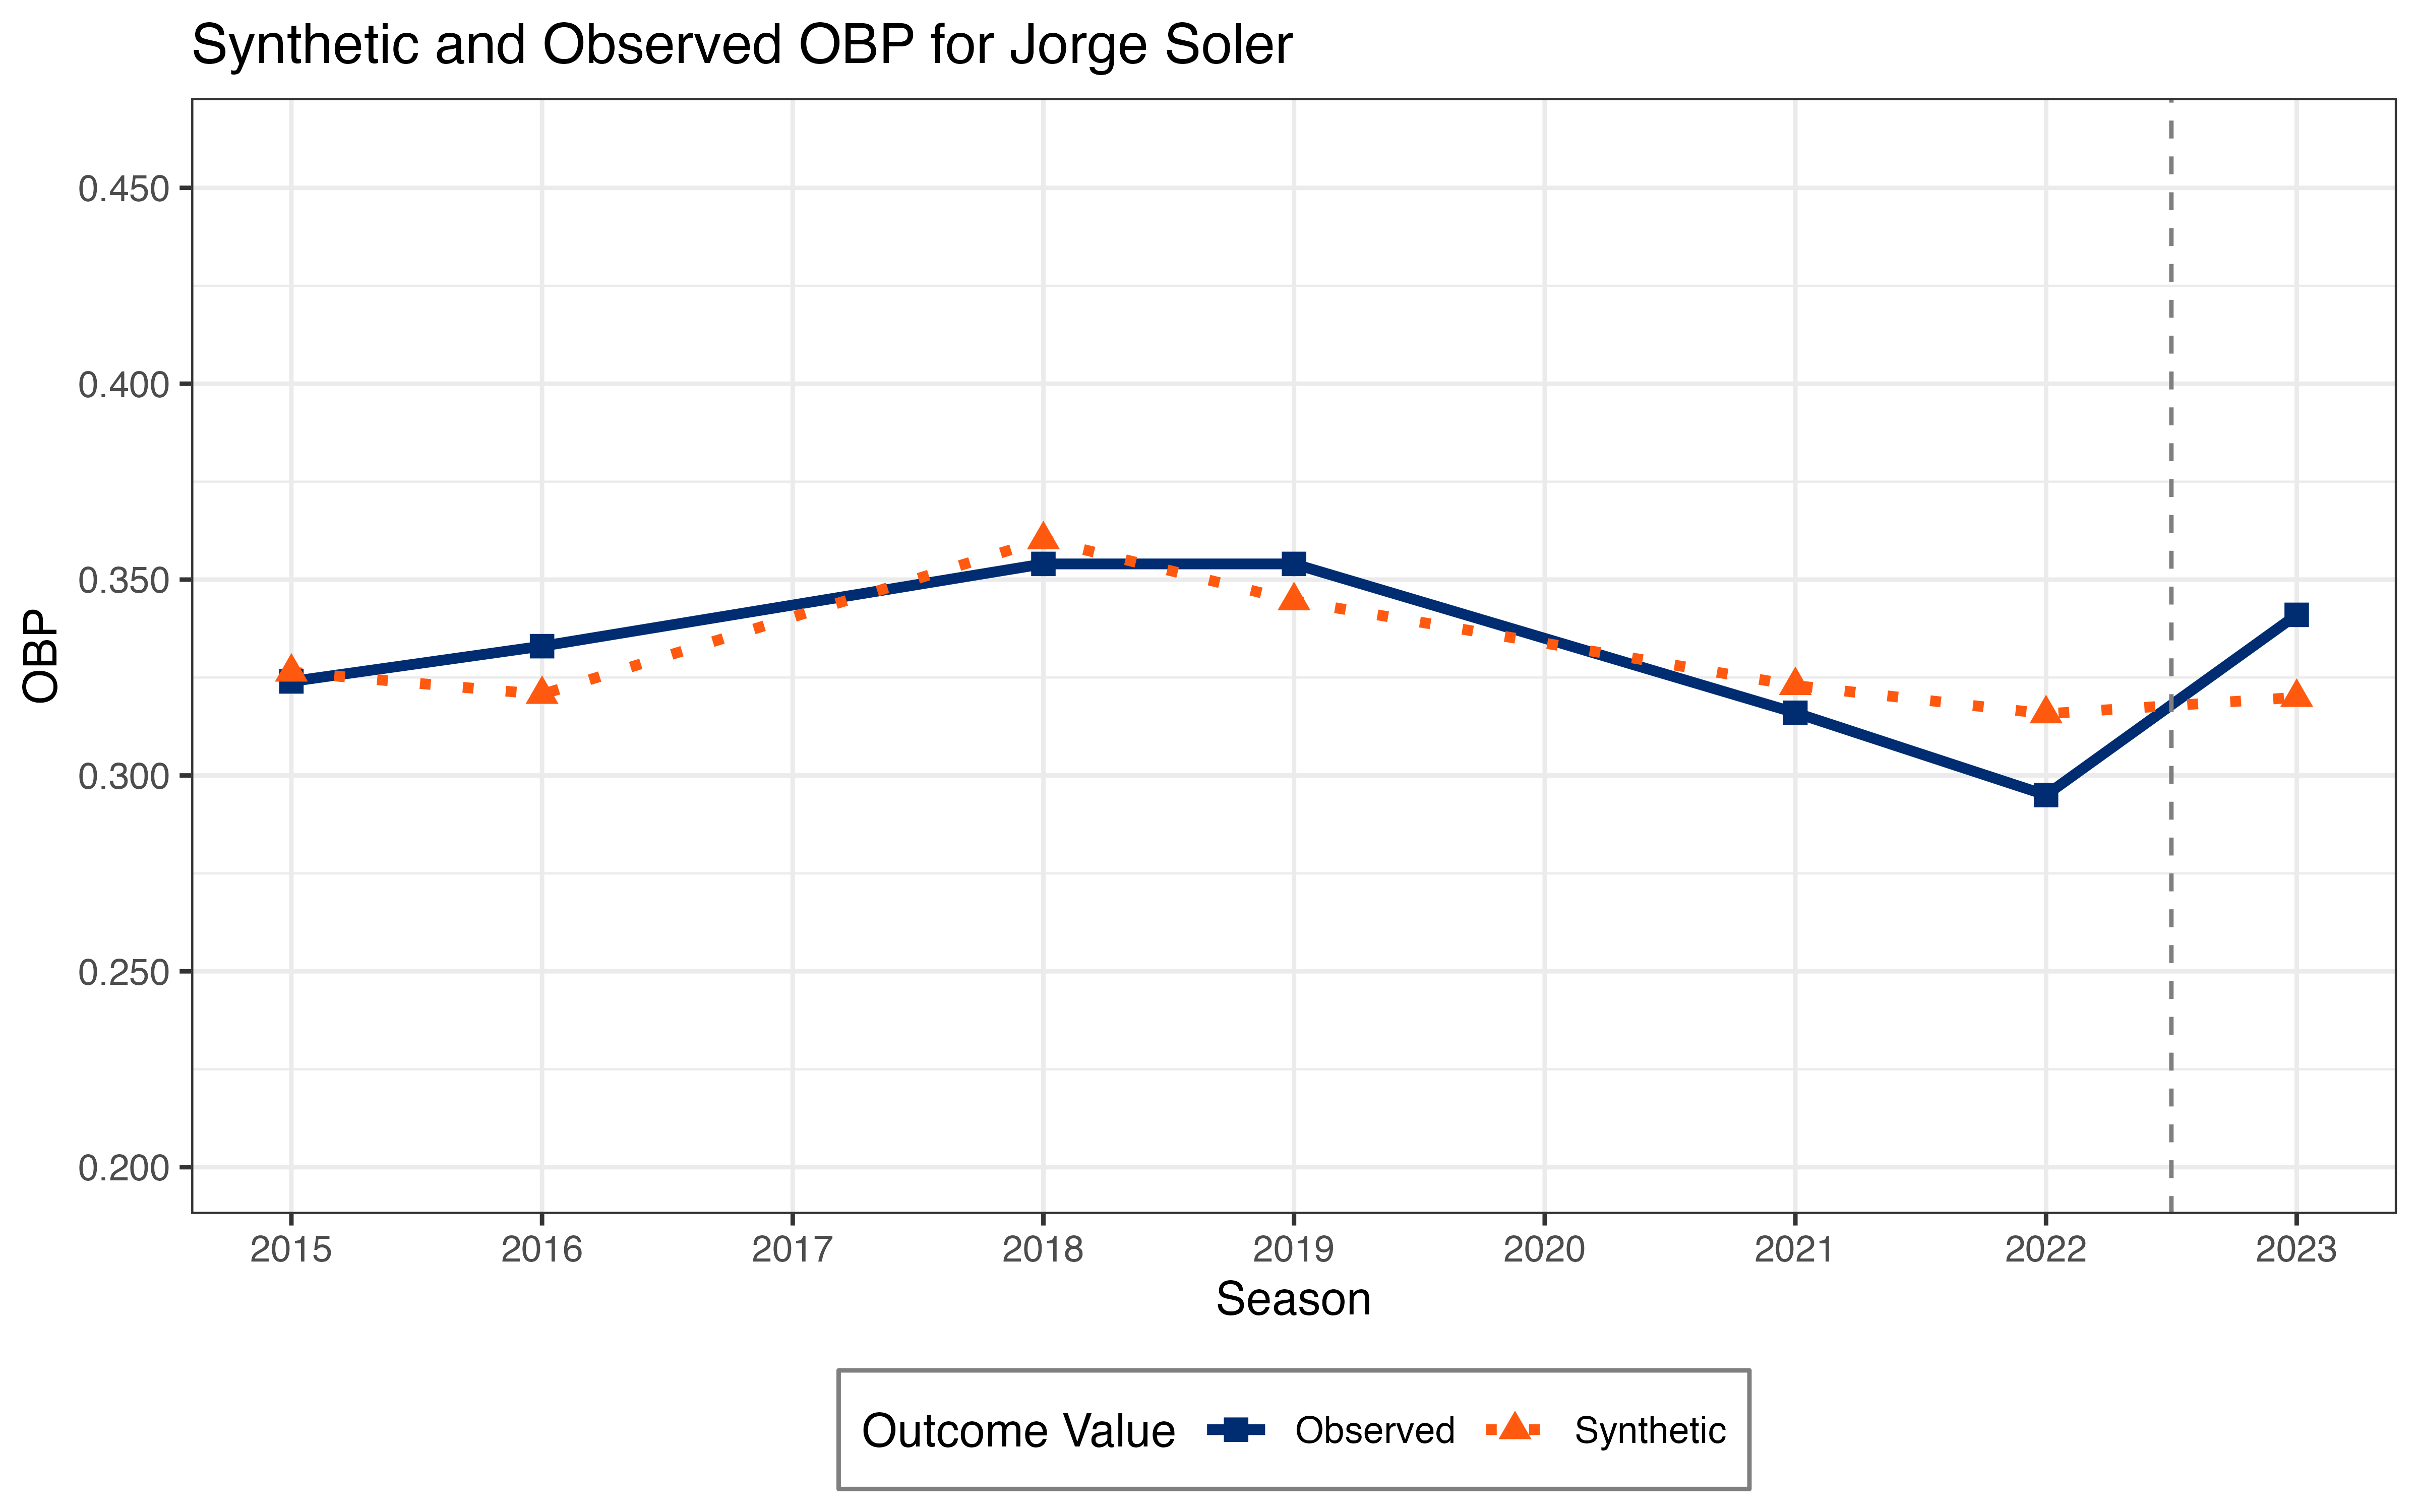 Synthetic and Observed OBP for Jorge Soler
OBP
0.450
0.400
0.350
0.300
0.250
0.200
2015 2016 2017 2018 2019 2020 2021 2022 2023
Season
Outcome Value Observed Synthetic